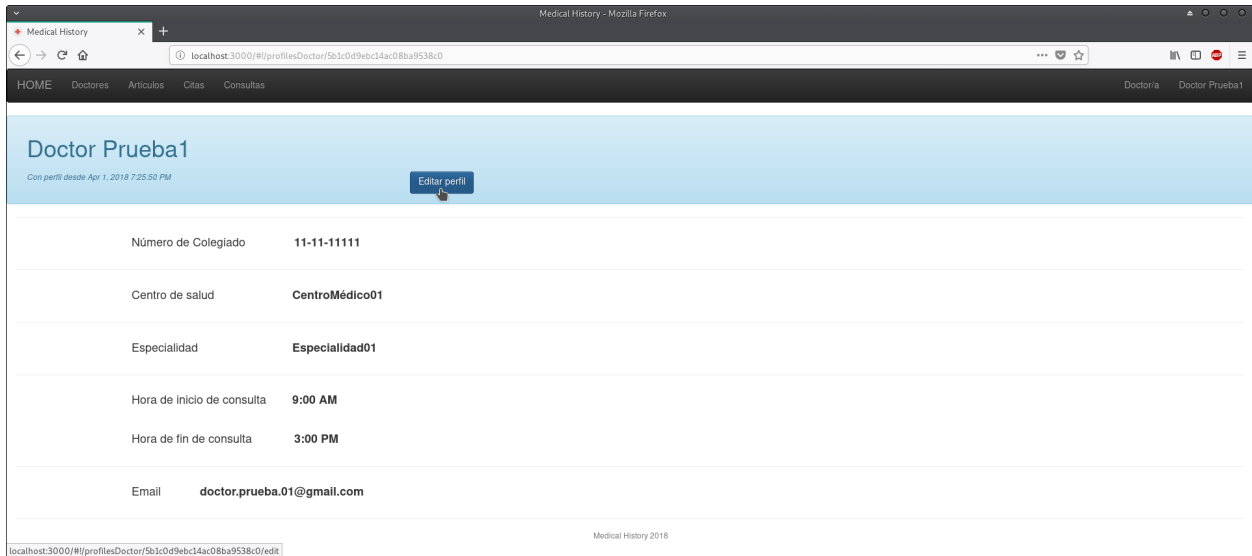 Medical History - Mozilla Firefox
Medical History
localhost:3000/#!/profilesDoctor/5b1c0d9ebc14ac08ba9538c0
ABP
HOME Doctores Artículos Citas Consultas Doctor/a Doctor Prueba1
Doctor Prueba1
Con perfil desde Apr 1, 2018 7:25:50 PM
Editar perfil
Número de Colegiado 11-11-11111
Centro de salud CentroMédico01
Especialidad Especialidad01
Hora de inicio de consulta 9:00 AM
Hora de fin de consulta 3:00 PM
Email doctor.prueba.01@gmail.com
Medical History 2018
localhost:3000/#!/profilesDoctor/5b1c0d9ebc14ac08ba9538c0/edit